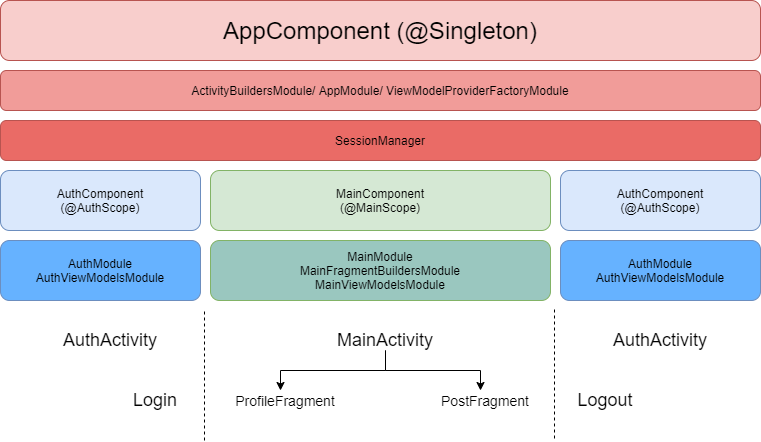 AppComponent (@Singleton)
ActivityBuildersModule/ AppModule/ ViewModelProviderFactoryModule
SessionManager
AuthComponent
(@AuthScope)
MainComponent
(@MainScope)
AuthComponent
(@AuthScope)
AuthModule
AuthViewModelsModule
MainModule
MainFragmentBuildersModule
MainViewModelsModule
AuthModule
AuthViewModelsModule
AuthActivity
MainActivity
AuthActivity
Login
ProfileFragment
PostFragment
Logout